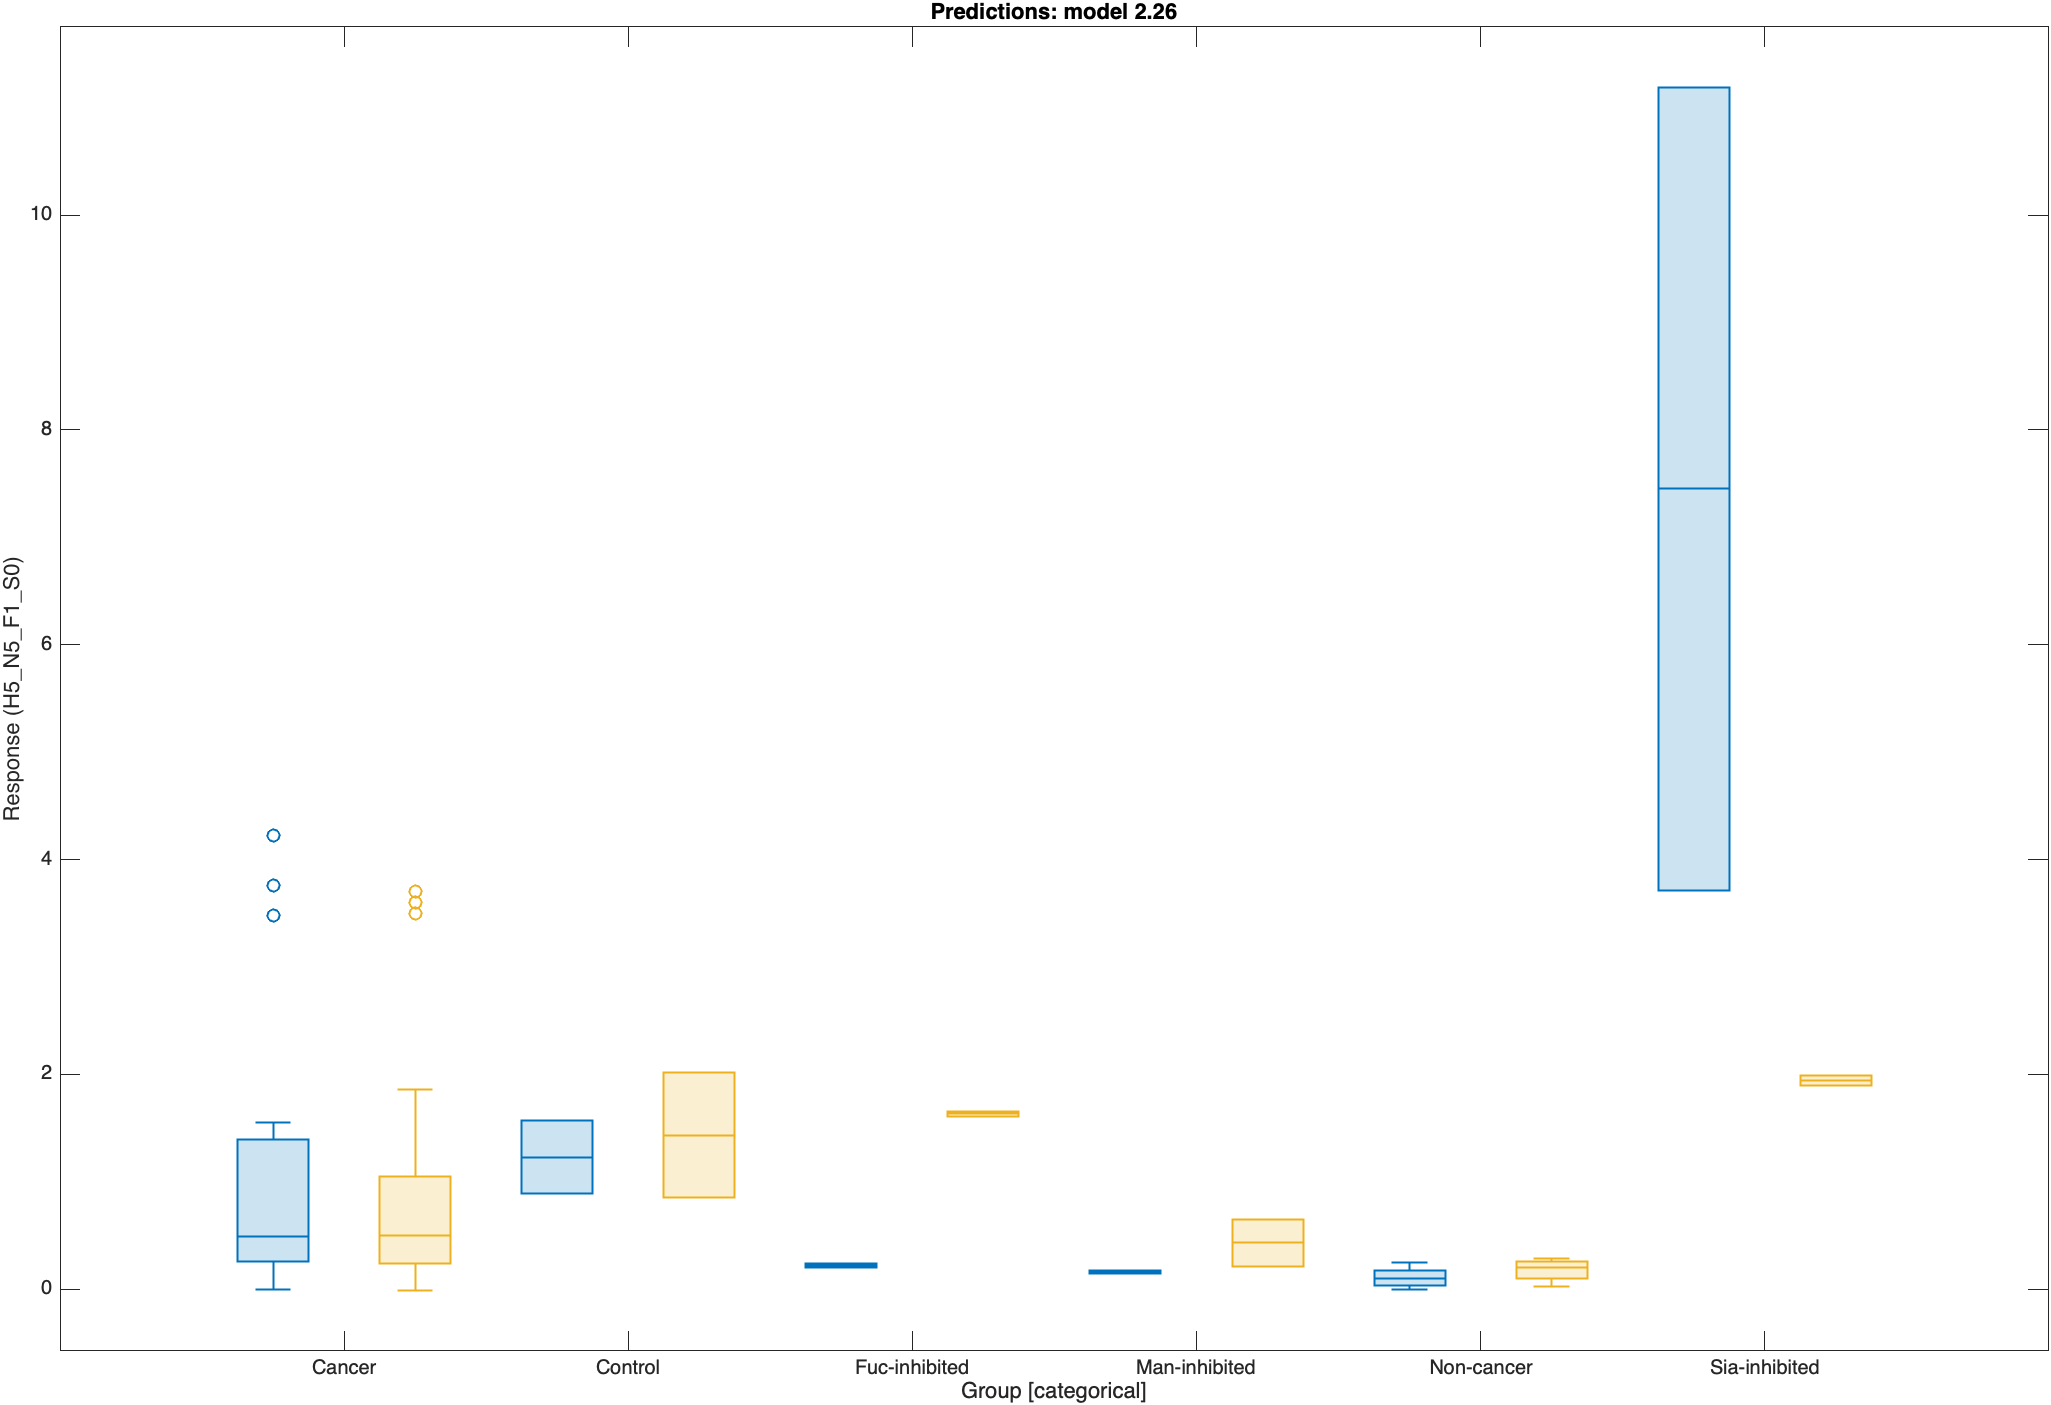 Predictions: model 2.26
Response (H5_N5_F1_S0)
10
8
6
4
2
0
Cancer Control Fuc-inhibited Man-inhibited Non-cancer Sia-inhibited
Group [categorical]